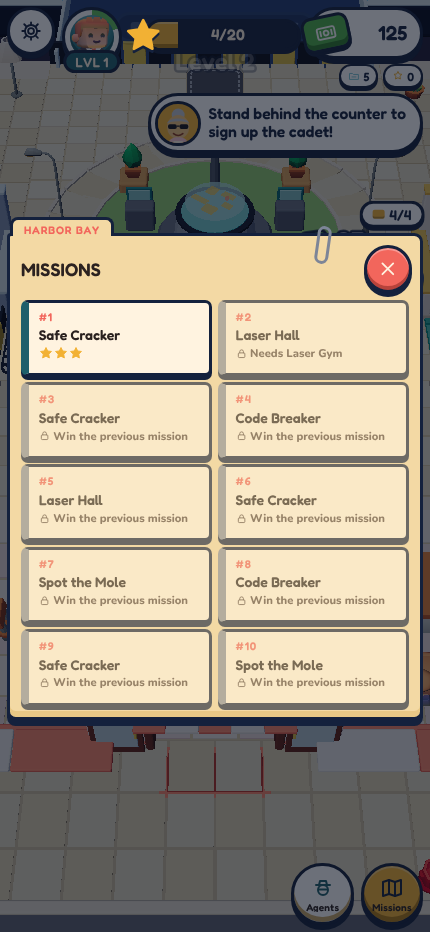 4/20
125
LVL 1
Level 2
5
0
Stand behind the counter to
sign up the cadet!
4/4
HARBOR BAY
MISSIONS
#1
Safe Cracker
#2
Laser Hall
Needs Laser Gym
#3
Safe Cracker
Win the previous mission
#4
Code Breaker
Win the previous mission
#5
Laser Hall
Win the previous mission
#6
Safe Cracker
Win the previous mission
#7
Spot the Mole
Win the previous mission
#8
Code Breaker
Win the previous mission
#9
Safe Cracker
Win the previous mission
#10
Spot the Mole
Win the previous mission
Agents
Missions